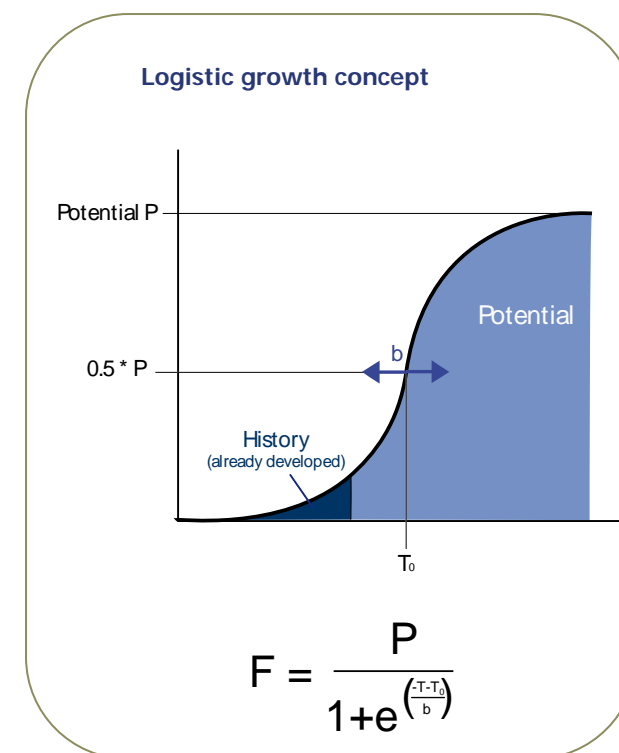 Logistic growth concept
Potential P
Potential
b
0.5 * P
History
(already developed)
T₀
F = P / 1+e^((-T-T₀)/b)